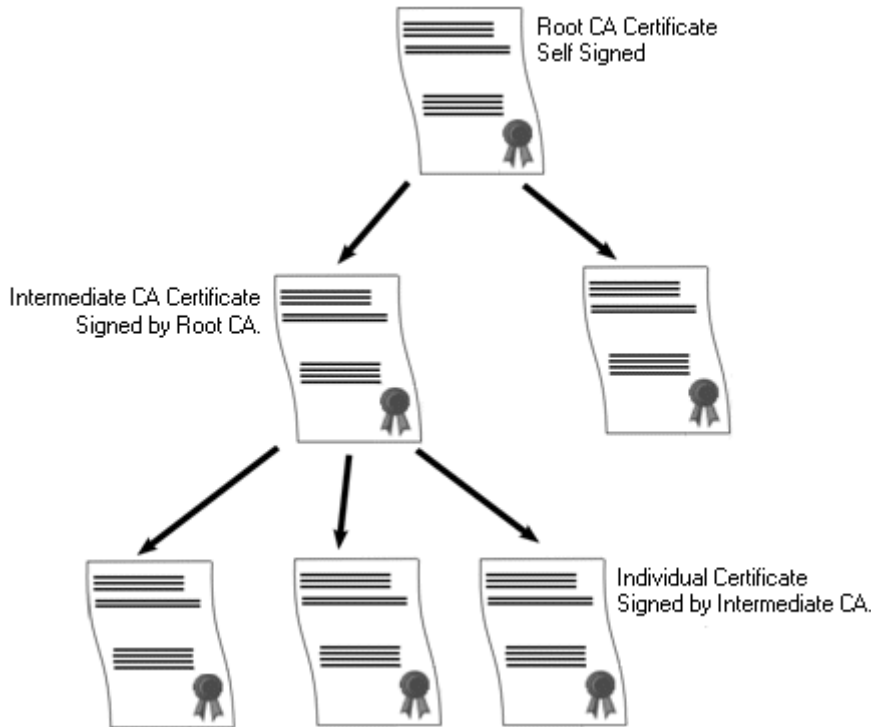 Root CA Certificate
Self Signed
Intermediate CA Certificate
Signed by Root CA.
Individual Certificate
Signed by Intermediate CA.